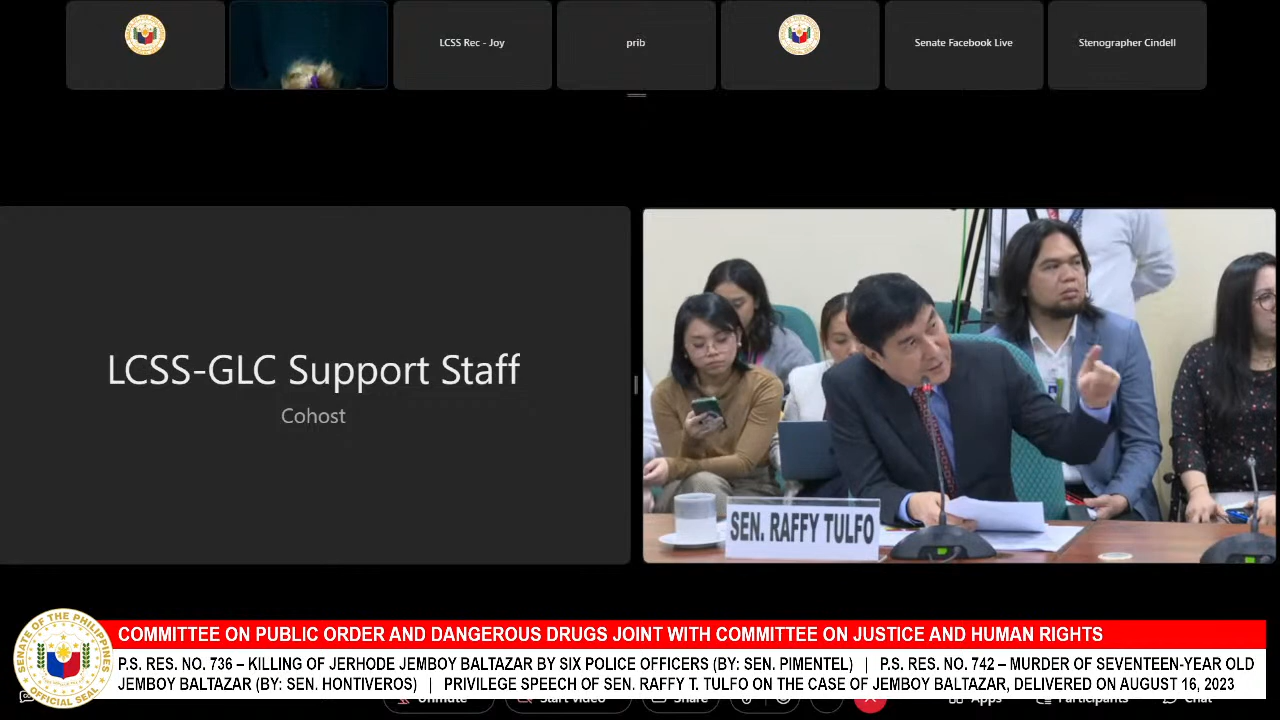 LCSS Rec - Joy
prib
Senate Facebook Live
Stenographer Cindell
LCSS-GLC Support Staff
Cohost
SEN. RAFFY TULFO
SENATE OF THE PHILIPPINES
OFFICIAL SEAL
COMMITTEE ON PUBLIC ORDER AND DANGEROUS DRUGS JOINT WITH COMMITTEE ON JUSTICE AND HUMAN RIGHTS
P.S. RES. NO. 736 – KILLING OF JERHODE JEMBOY BALTAZAR BY SIX POLICE OFFICERS (BY: SEN. PIMENTEL) | P.S. RES. NO. 742 – MURDER OF SEVENTEEN-YEAR OLD
JEMBOY BALTAZAR (BY: SEN. HONTIVEROS) | PRIVILEGE SPEECH OF SEN. RAFFY T. TULFO ON THE CASE OF JEMBOY BALTAZAR, DELIVERED ON AUGUST 16, 2023
Unmute Start video Share Apps Participants Chat